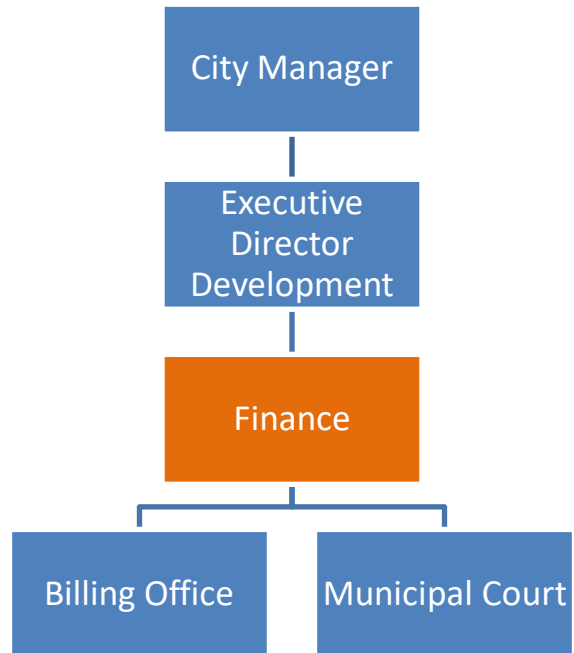 City Manager
Executive
Director
Development
Finance
Billing Office
Municipal Court